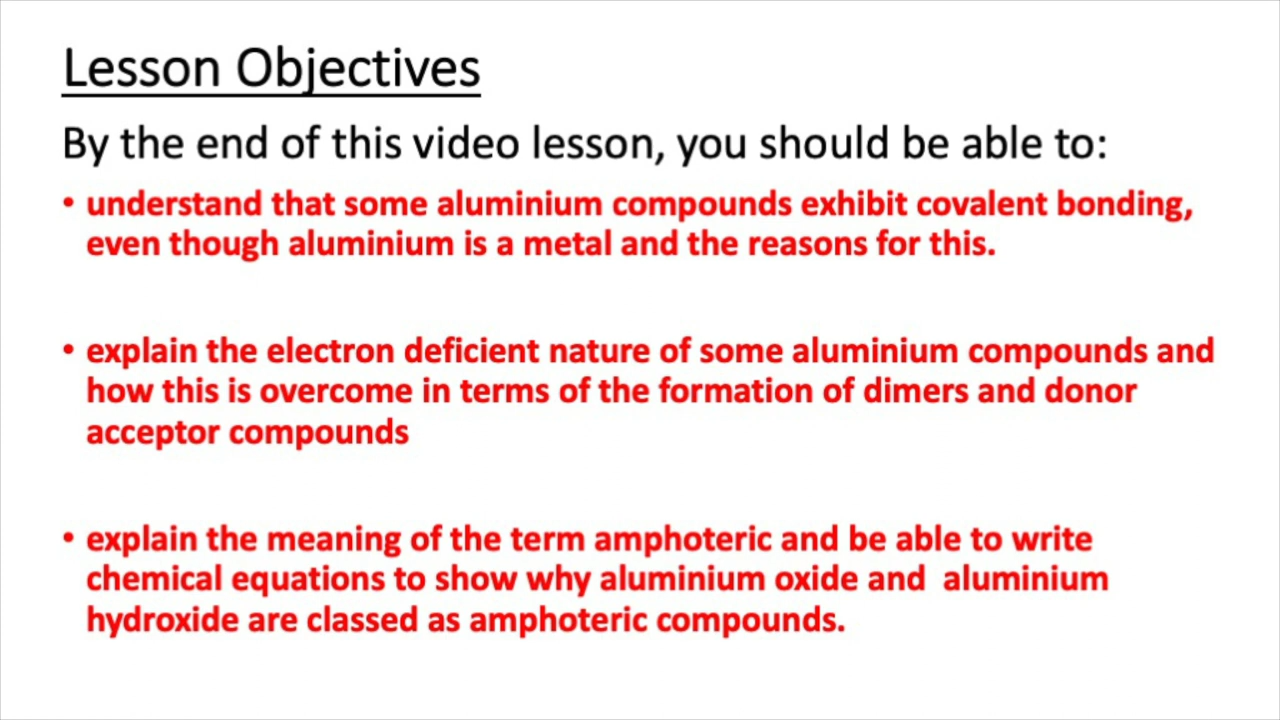 Lesson Objectives
By the end of this video lesson, you should be able to:
• understand that some aluminium compounds exhibit covalent bonding,
even though aluminium is a metal and the reasons for this.
• explain the electron deficient nature of some aluminium compounds and
how this is overcome in terms of the formation of dimers and donor
acceptor compounds
• explain the meaning of the term amphoteric and be able to write
chemical equations to show why aluminium oxide and  aluminium
hydroxide are classed as amphoteric compounds.